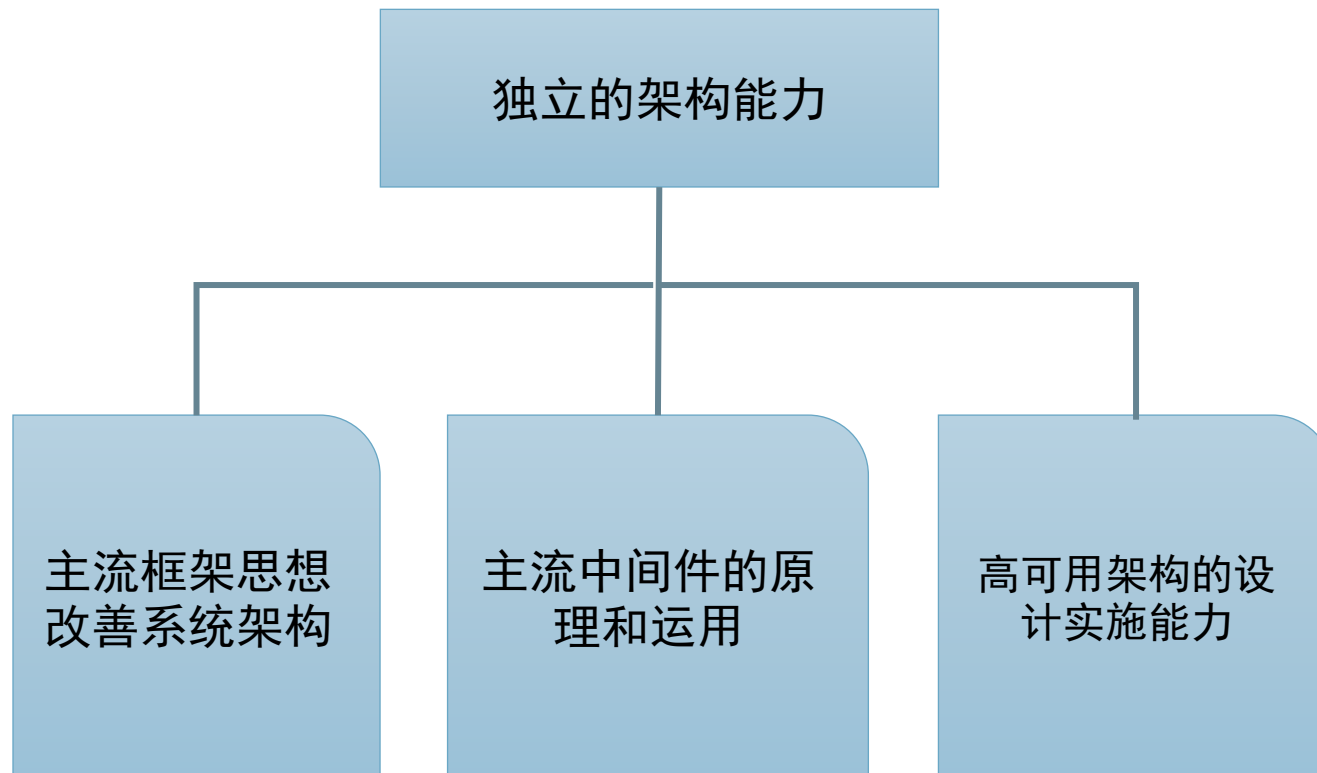 独立的架构能力
主流框架思想
改善系统架构
主流中间件的原
理和运用
高可用架构的设
计实施能力